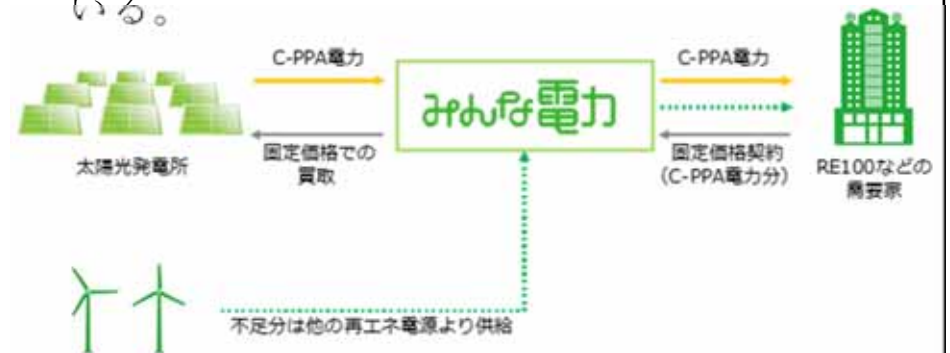 いる。
C-PPA電力
C-PPA電力
みんな電力
太陽光発電所
固定価格での
買取
固定価格契約
(C-PPA電力分)
RE100などの
需要家
不足分は他の再エネ電源より供給